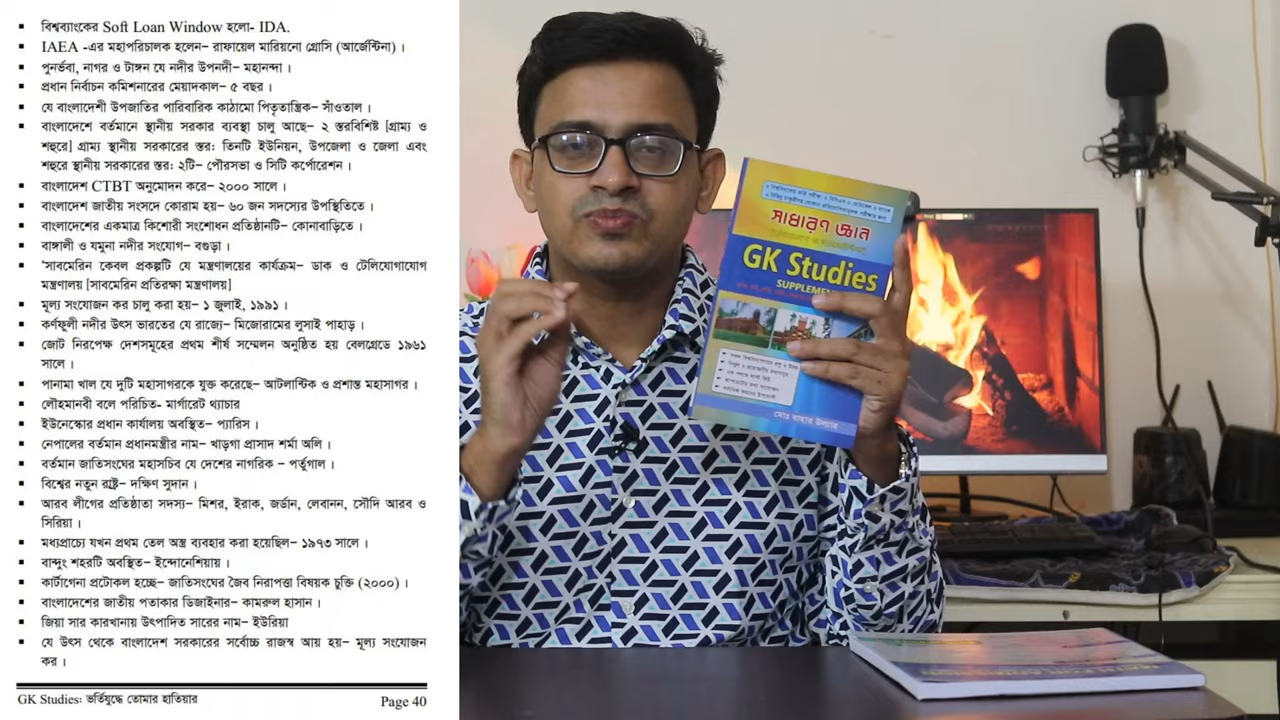 ▪ বিশ্বব্যাংকের Soft Loan Window হলো- IDA.
▪ IAEA -এর মহাপরিচালক হলেন– রাফায়েল মারিয়নো গ্রোসি (আর্জেন্টিনা) ।
▪ পুনর্ভবা, নাগর ও টাঙ্গন যে নদীর উপনদী– মহানন্দা ।
▪ প্রধান নির্বাচন কমিশনারের মেয়াদকাল– ৫ বছর ।
▪ যে বাংলাদেশী উপজাতির পারিবারিক কাঠামো পিতৃতান্ত্রিক– সাঁওতাল ।
▪ বাংলাদেশে বর্তমানে স্থানীয় সরকার ব্যবস্থা চালু আছে– ২ স্তরবিশিষ্ট [গ্রাম্য ও
শহুরে] গ্রাম্য স্থানীয় সরকারের স্তর: তিনটি ইউনিয়ন, উপজেলা ও জেলা এবং
শহুরে স্থানীয় সরকারের স্তর: ২টি– পৌরসভা ও সিটি কর্পোরেশন ।
▪ বাংলাদেশ CTBT অনুমোদন করে– ২০০০ সালে ।
▪ বাংলাদেশ জাতীয় সংসদে কোরাম হয়– ৬০ জন সদস্যের উপস্থিতিতে ।
▪ বাংলাদেশের একমাত্র কিশোরী সংশোধন প্রতিষ্ঠানটি– কোনাবাড়িতে ।
▪ বাঙ্গালী ও যমুনা নদীর সংযোগ– বগুড়া ।
▪ 'সাবমেরিন কেবল প্রকল্পটি যে মন্ত্রণালয়ের কার্যক্রম– ডাক ও টেলিযোগাযোগ
মন্ত্রণালয় [সাবমেরিন প্রতিরক্ষা মন্ত্রণালয়]
▪ মূল্য সংযোজন কর চালু করা হয়– ১ জুলাই, ১৯৯১ ।
▪ কর্ণফুলী নদীর উৎস ভারতের যে রাজ্যে– মিজোরামের লুসাই পাহাড় ।
▪ জোট নিরপেক্ষ দেশসমূহের প্রথম শীর্ষ সম্মেলন অনুষ্ঠিত হয় বেলগ্রেডে ১৯৬১
সালে ।
▪ পানামা খাল যে দুটি মহাসাগরকে যুক্ত করেছে– আটলান্টিক ও প্রশান্ত মহাসাগর ।
▪ লৌহমানবী বলে পরিচিত- মার্গারেট থ্যাচার
▪ ইউনেস্কোর প্রধান কার্যালয় অবস্থিত– প্যারিস ।
▪ নেপালের বর্তমান প্রধানমন্ত্রীর নাম– খাড়গা প্রাসাদ শর্মা অলি ।
▪ বর্তমান জাতিসংঘের মহাসচিব যে দেশের নাগরিক – পর্তুগাল ।
▪ বিশ্বের নতুন রাষ্ট্র– দক্ষিণ সুদান ।
▪ আরব লীগের প্রতিষ্ঠাতা সদস্য– মিশর, ইরাক, জর্ডান, লেবানন, সৌদি আরব ও
সিরিয়া ।
▪ মধ্যপ্রাচ্যে যখন প্রথম তেল অস্ত্র ব্যবহার করা হয়েছিল– ১৯৭৩ সালে ।
▪ বান্দুং শহরটি অবস্থিত– ইন্দোনেশিয়ায় ।
▪ কার্টাগেনা প্রটোকল হচ্ছে– জাতিসংঘের জৈব নিরাপত্তা বিষয়ক চুক্তি (২০০০) ।
▪ বাংলাদেশের জাতীয় পতাকার ডিজাইনার– কামরুল হাসান ।
▪ জিয়া সার কারখানায় উৎপাদিত সারের নাম– ইউরিয়া
▪ যে উৎস থেকে বাংলাদেশ সরকারের সর্বোচ্চ রাজস্ব আয় হয়– মূল্য সংযোজন
কর ।
GK Studies: ভর্তিযুদ্ধে তোমার হাতিয়ার Page 40
সাধারণ জ্ঞান
GK Studies